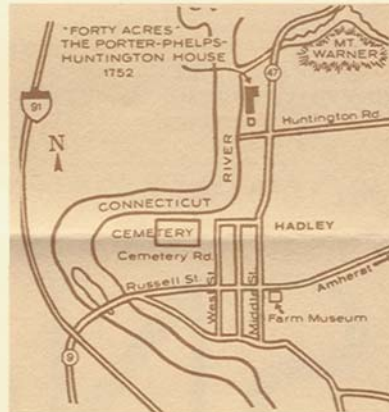 "FORTY ACRES"
THE PORTER-PHELPS-
HUNTINGTON HOUSE
1752
47
MT.
WARNER
91
Huntington Rd.
N
RIVER
CONNECTICUT
CEMETERY
HADLEY
Cemetery Rd.
Russell St.
West St.
Middle St.
Amherst
Farm Museum
9